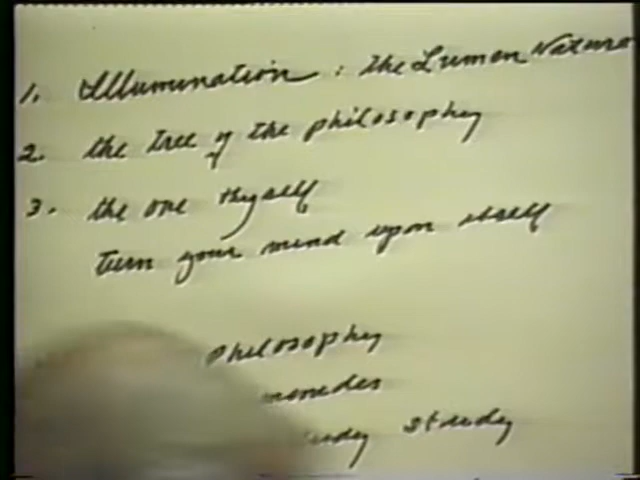 1. Illumination : the Lumen Natura
2. the tree of the philosophy
3. the one thyself
turn your mind upon itself
Philosophy
study